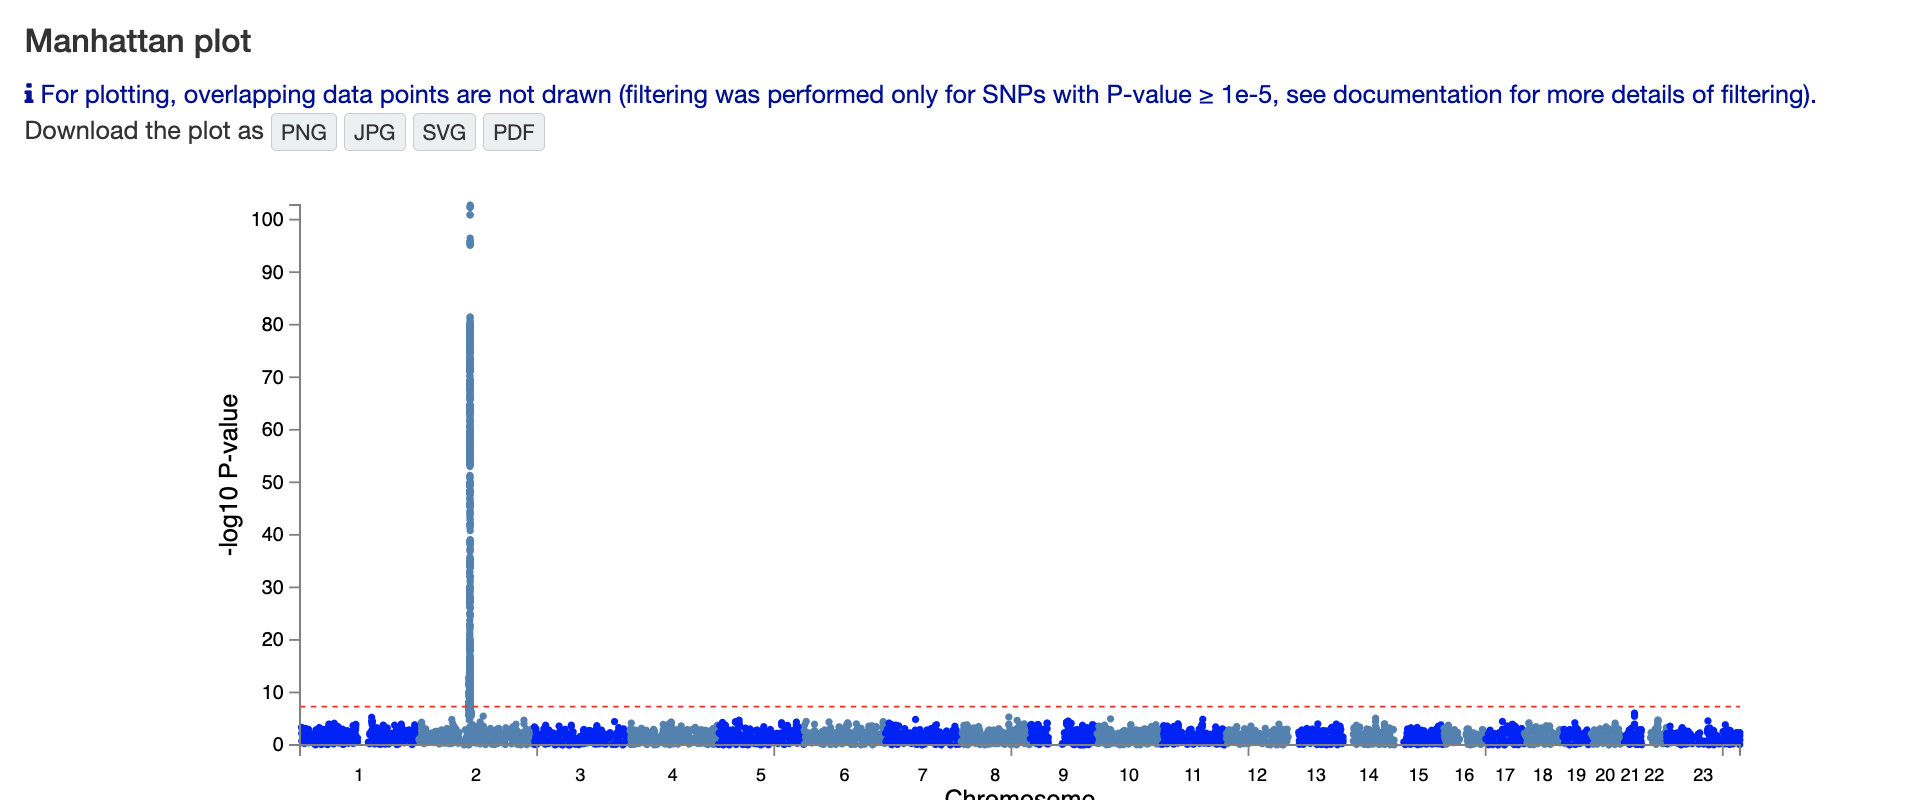 Manhattan plot
For plotting, overlapping data points are not drawn (filtering was performed only for SNPs with P-value ≥ 1e-5, see documentation for more details of filtering).
Download the plot as PNG JPG SVG PDF
100
90
80
70
60
50
40
30
20
10
0
-log10 P-value
1 2 3 4 5 6 7 8 9 10 11 12 13 14 15 16 17 18 19 20 21 22 23
Chromosome